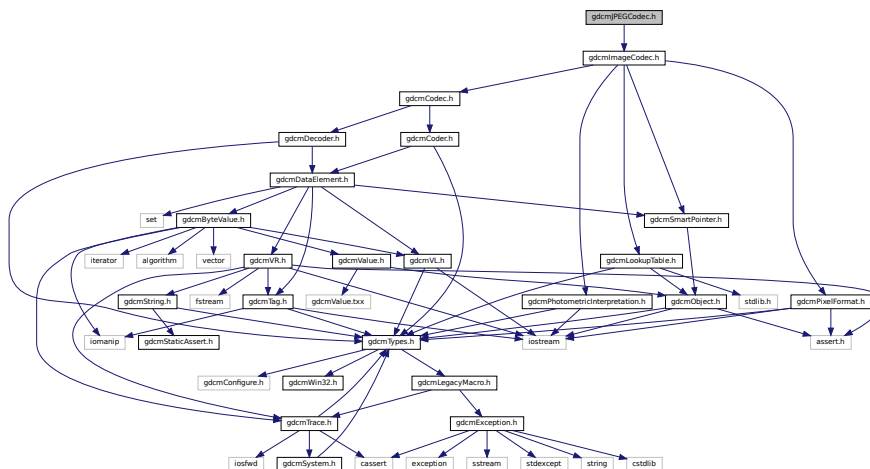 gdcmJPEGCodec.h
gdcmImageCodec.h
gdcmCodec.h
gdcmDecoder.h
gdcmCoder.h
gdcmDataElement.h
set
gdcmByteValue.h
gdcmSmartPointer.h
iterator
algorithm
vector
gdcmVR.h
gdcmValue.h
gdcmVL.h
gdcmLookupTable.h
gdcmString.h
fstream
gdcmTag.h
gdcmValue.txx
gdcmPhotometricInterpretation.h
gdcmObject.h
stdlib.h
gdcmPixelFormat.h
iomanip
gdcmStaticAssert.h
gdcmTypes.h
iostream
assert.h
gdcmConfigure.h
gdcmWin32.h
gdcmLegacyMacro.h
gdcmTrace.h
gdcmException.h
iosfwd
gdcmSystem.h
cassert
exception
sstream
stdexcept
string
cstdlib